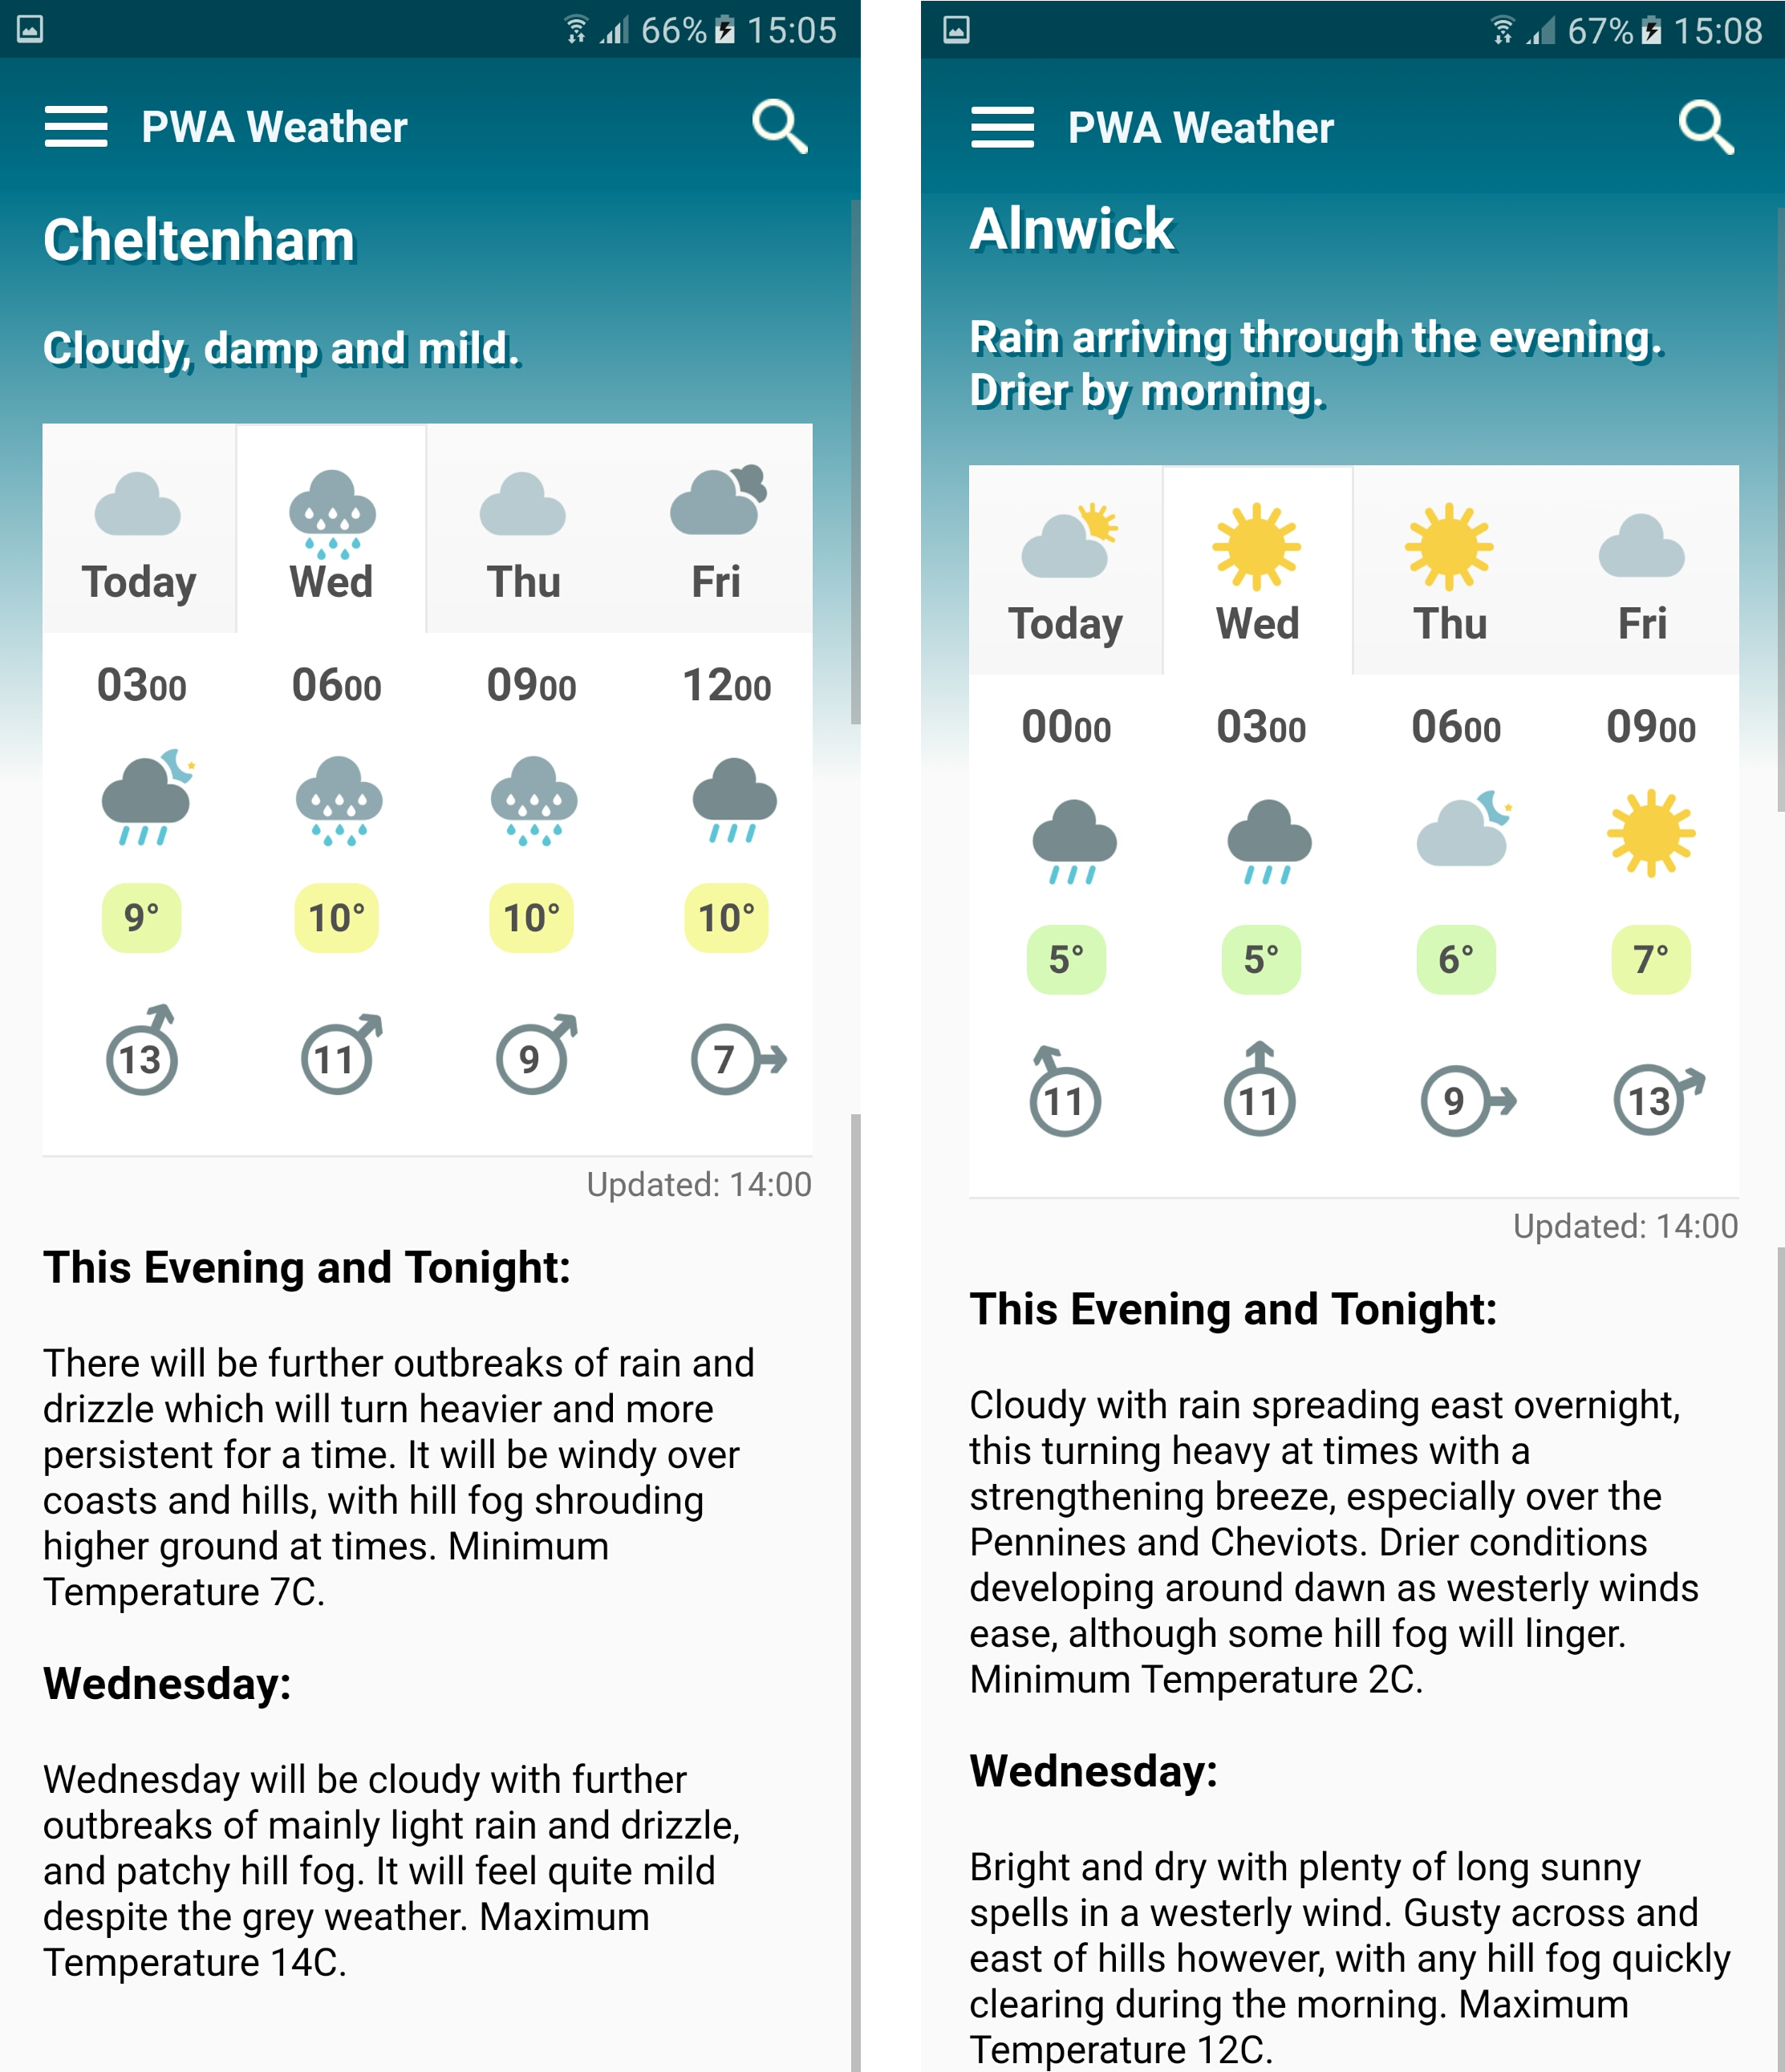 66% 15:05
PWA Weather
Cheltenham
Cloudy, damp and mild.
Today Wed Thu Fri
0300 0600 0900 1200
9° 10° 10° 10°
13 11 9 7
Updated: 14:00
This Evening and Tonight:
There will be further outbreaks of rain and
drizzle which will turn heavier and more
persistent for a time. It will be windy over
coasts and hills, with hill fog shrouding
higher ground at times. Minimum
Temperature 7C.
Wednesday:
Wednesday will be cloudy with further
outbreaks of mainly light rain and drizzle,
and patchy hill fog. It will feel quite mild
despite the grey weather. Maximum
Temperature 14C.
67% 15:08
PWA Weather
Alnwick
Rain arriving through the evening.
Drier by morning.
Today Wed Thu Fri
0000 0300 0600 0900
5° 5° 6° 7°
11 11 9 13
Updated: 14:00
This Evening and Tonight:
Cloudy with rain spreading east overnight,
this turning heavy at times with a
strengthening breeze, especially over the
Pennines and Cheviots. Drier conditions
developing around dawn as westerly winds
ease, although some hill fog will linger.
Minimum Temperature 2C.
Wednesday:
Bright and dry with plenty of long sunny
spells in a westerly wind. Gusty across and
east of hills however, with any hill fog quickly
clearing during the morning. Maximum
Temperature 12C.